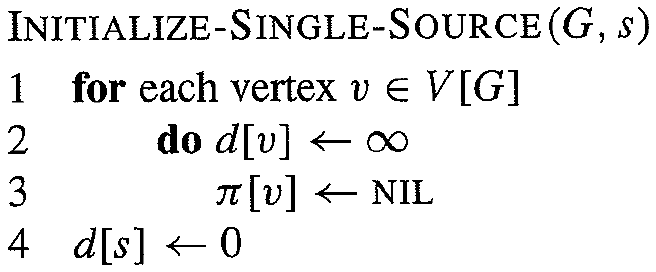 INITIALIZE-SINGLE-SOURCE(G, s)
1 for each vertex v ∈ V[G]
2 do d[v] ← ∞
3 π[v] ← NIL
4 d[s] ← 0